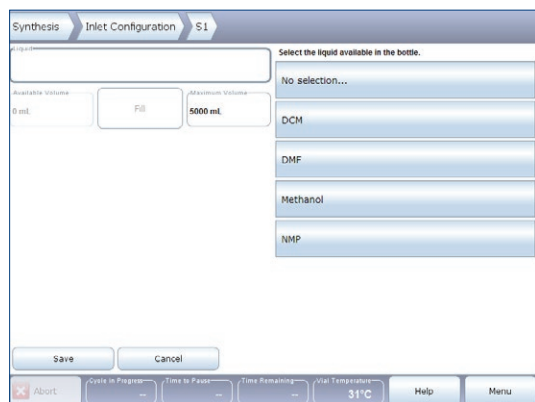 Synthesis Inlet Configuration S1
Liquid
Select the liquid available in the bottle.
No selection...
Available Volume
0 mL
Fill
Maximum Volume
5000 mL
DCM
DMF
Methanol
NMP
Save Cancel
Abort
Cycle in Progress
--
Time to Pause
--
Time Remaining
--
Vial Temperature
31°C
Help
Menu